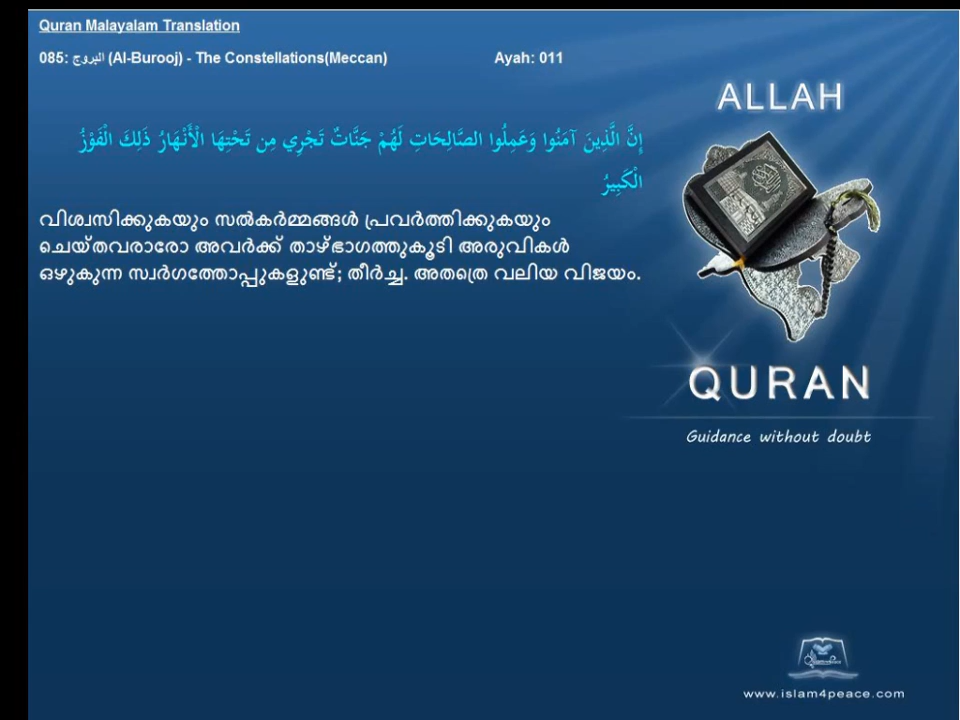 Quran Malayalam Translation
085: البروج (Al-Burooj) - The Constellations(Meccan) Ayah: 011
إِنَّ الَّذِينَ آمَنُوا وَعَمِلُوا الصَّالِحَاتِ لَهُمْ جَنَّاتٌ تَجْرِي مِن تَحْتِهَا الْأَنْهَارُ ذَلِكَ الْفَوْزُ
الْكَبِيرُ
വിശ്വസിക്കുകയും സല്‍കര്‍മ്മങ്ങള്‍ പ്രവര്‍ത്തിക്കുകയും
ചെയ്തവരാരോ അവര്‍ക്ക് താഴ്ഭാഗത്തുകൂടി അരുവികള്‍
ഒഴുകുന്ന സ്വര്‍ഗത്തോപ്പുകളുണ്ട്; തീര്‍ച്ച. അതത്രെ വലിയ വിജയം.
ALLAH
QURAN
Guidance without doubt
www.islam4peace.com